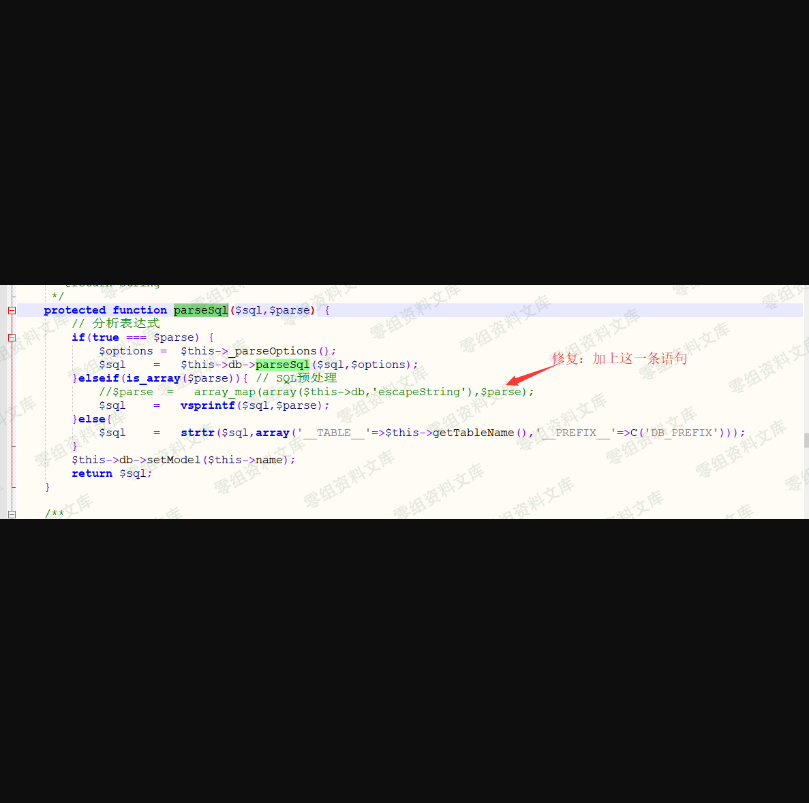 */
protected function parseSql($sql,$parse) {
// 分析表达式
if(true === $parse) {
$options = $this->_parseOptions();
$sql = $this->db->parseSql($sql,$options);
}elseif(is_array($parse)){ // SQL预处理
修复：加上这一条语句
//$parse = array_map(array($this->db,'escapeString'),$parse);
$sql = vsprintf($sql,$parse);
}else{
$sql = strtr($sql,array('__TABLE__'=>$this->getTableName(),'__PREFIX__'=>C('DB_PREFIX')));
}
$this->db->setModel($this->name);
return $sql;
}
/**
零组资料文库